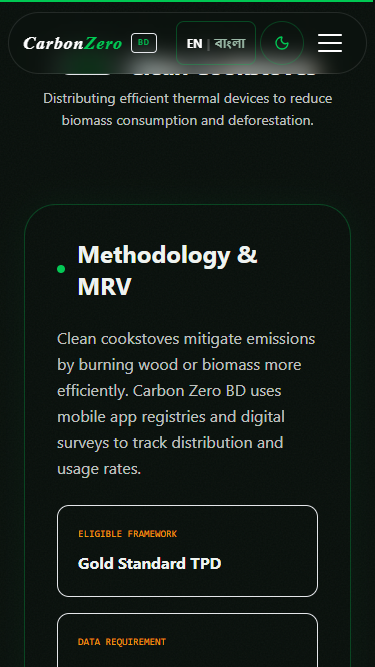 CarbonZero BD EN | বাংলা
Distributing efficient thermal devices to reduce
biomass consumption and deforestation.
Methodology &
MRV
Clean cookstoves mitigate emissions
by burning wood or biomass more
efficiently. Carbon Zero BD uses
mobile app registries and digital
surveys to track distribution and
usage rates.
ELIGIBLE FRAMEWORK
Gold Standard TPD
DATA REQUIREMENT